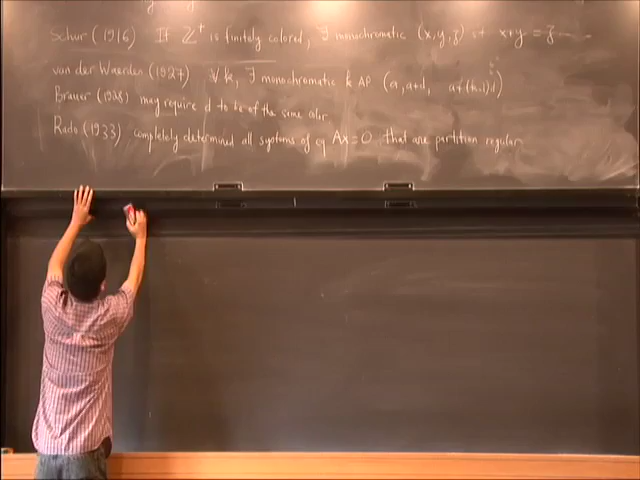 Schur (1916) If ℤ⁺ is finitely colored, ∃ monochromatic (x,y,z) st x+y = z
van der Waerden (1927) ∀k, ∃ monochromatic k AP (a, a+d, a+(k-1)d)
Brauer (1928) may require d to be of the same color
Rado (1933) completely determined all systems of eq Ax=0 that are partition regular